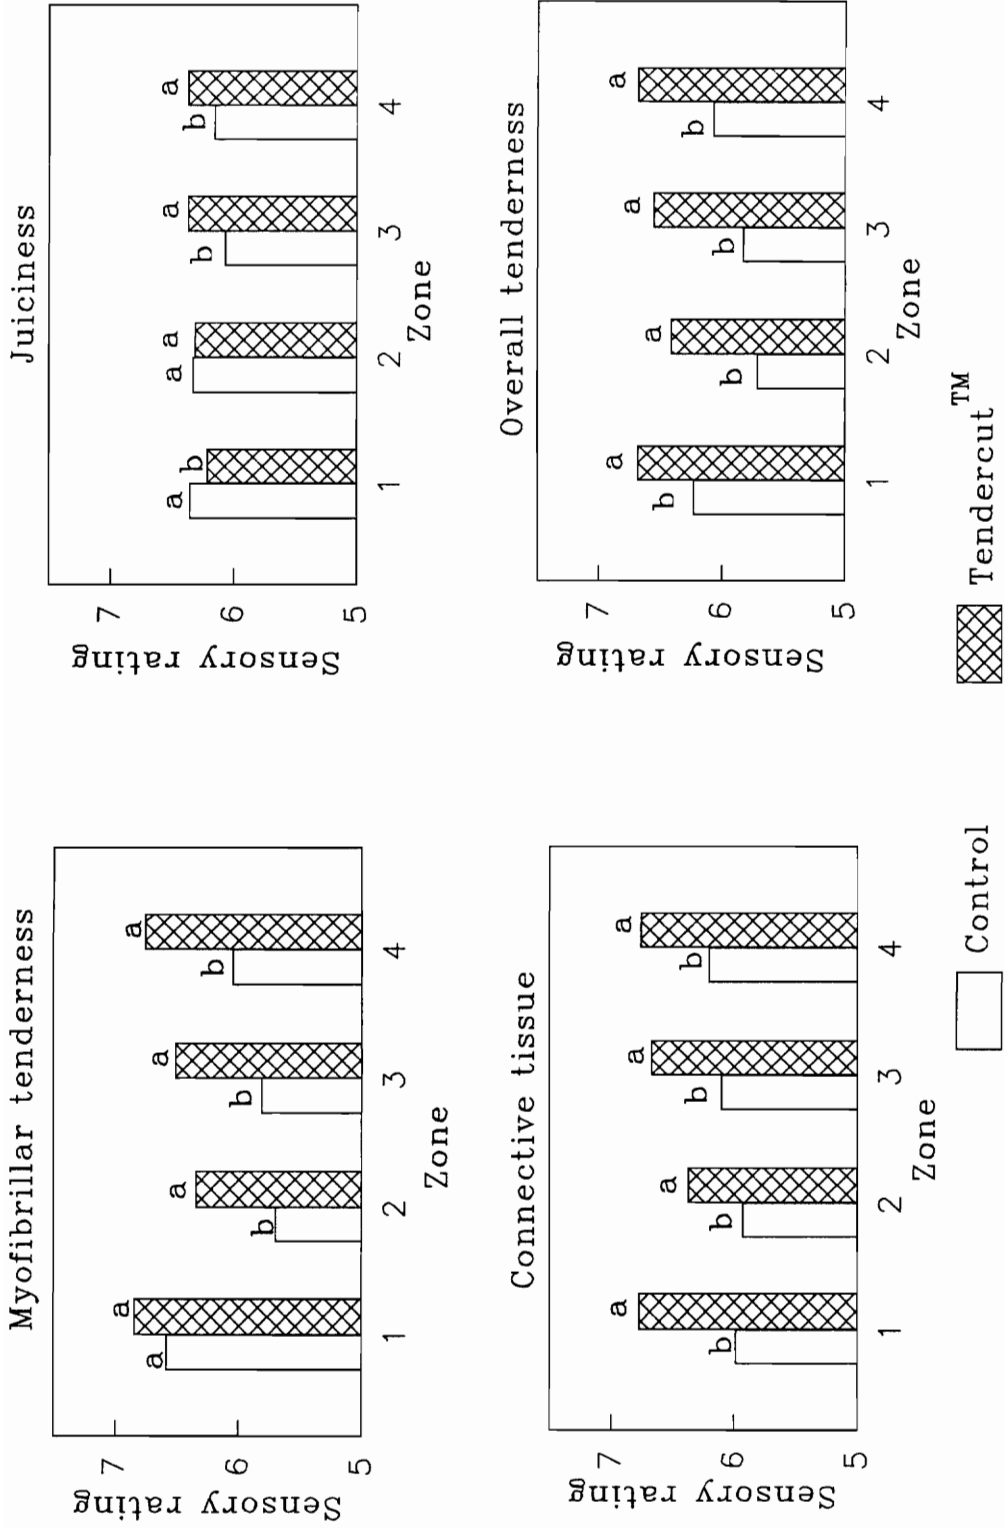 Myofibrillar tenderness
Sensory rating
7
6
5
a a
b a
b a
b a
1 2 3 4
Zone
Juiciness
Sensory rating
7
6
5
a b
a a
b a
b a
1 2 3 4
Zone
Connective tissue
Sensory rating
7
6
5
b a
b a
b a
b a
1 2 3 4
Zone
Overall tenderness
Sensory rating
7
6
5
b a
b a
b a
b a
1 2 3 4
Zone
Control
Tendercut™